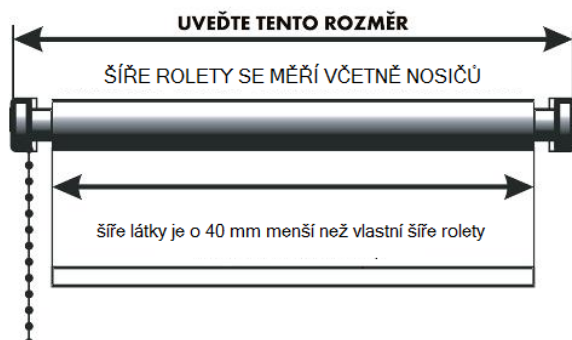 UVEĎTE TENTO ROZMĚR
ŠÍŘE ROLETY SE MĚŘÍ VČETNĚ NOSIČŮ
šíře látky je o 40 mm menší než vlastní šíře rolety